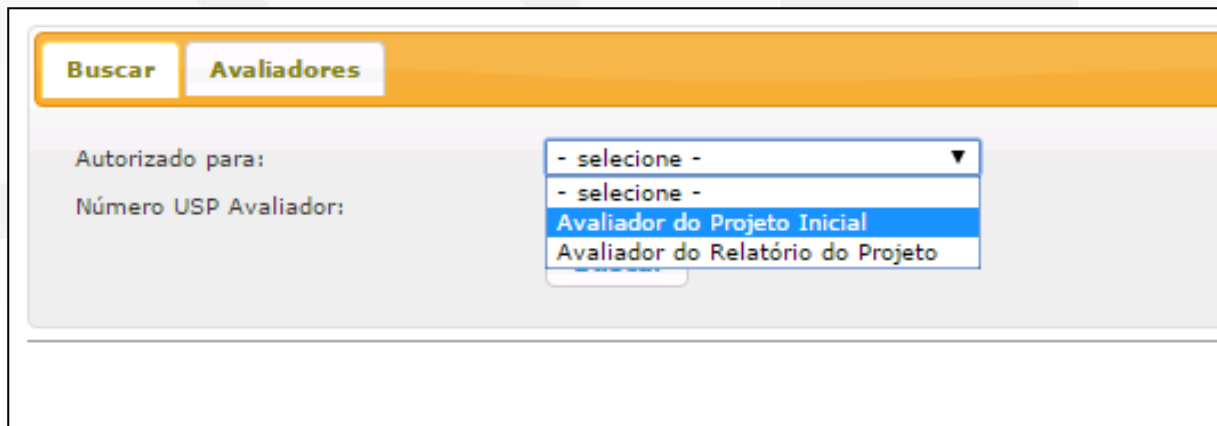 Buscar Avaliadores
Autorizado para: - selecione -
- selecione -
Número USP Avaliador:
Avaliador do Projeto Inicial
Avaliador do Relatório do Projeto